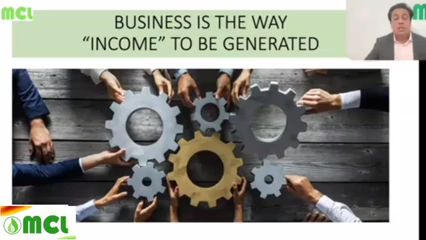 MCL
BUSINESS IS THE WAY
“INCOME” TO BE GENERATED
MCL